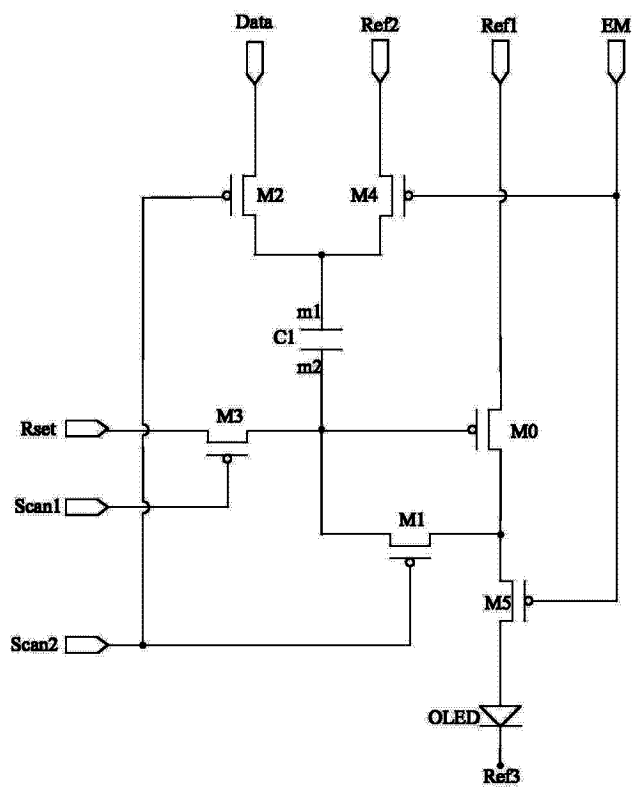 Data
Ref2
Ref1
EM
M2
M4
m1
C1
m2
M3
Rset
M0
Scan1
M1
M5
Scan2
OLED
Ref3